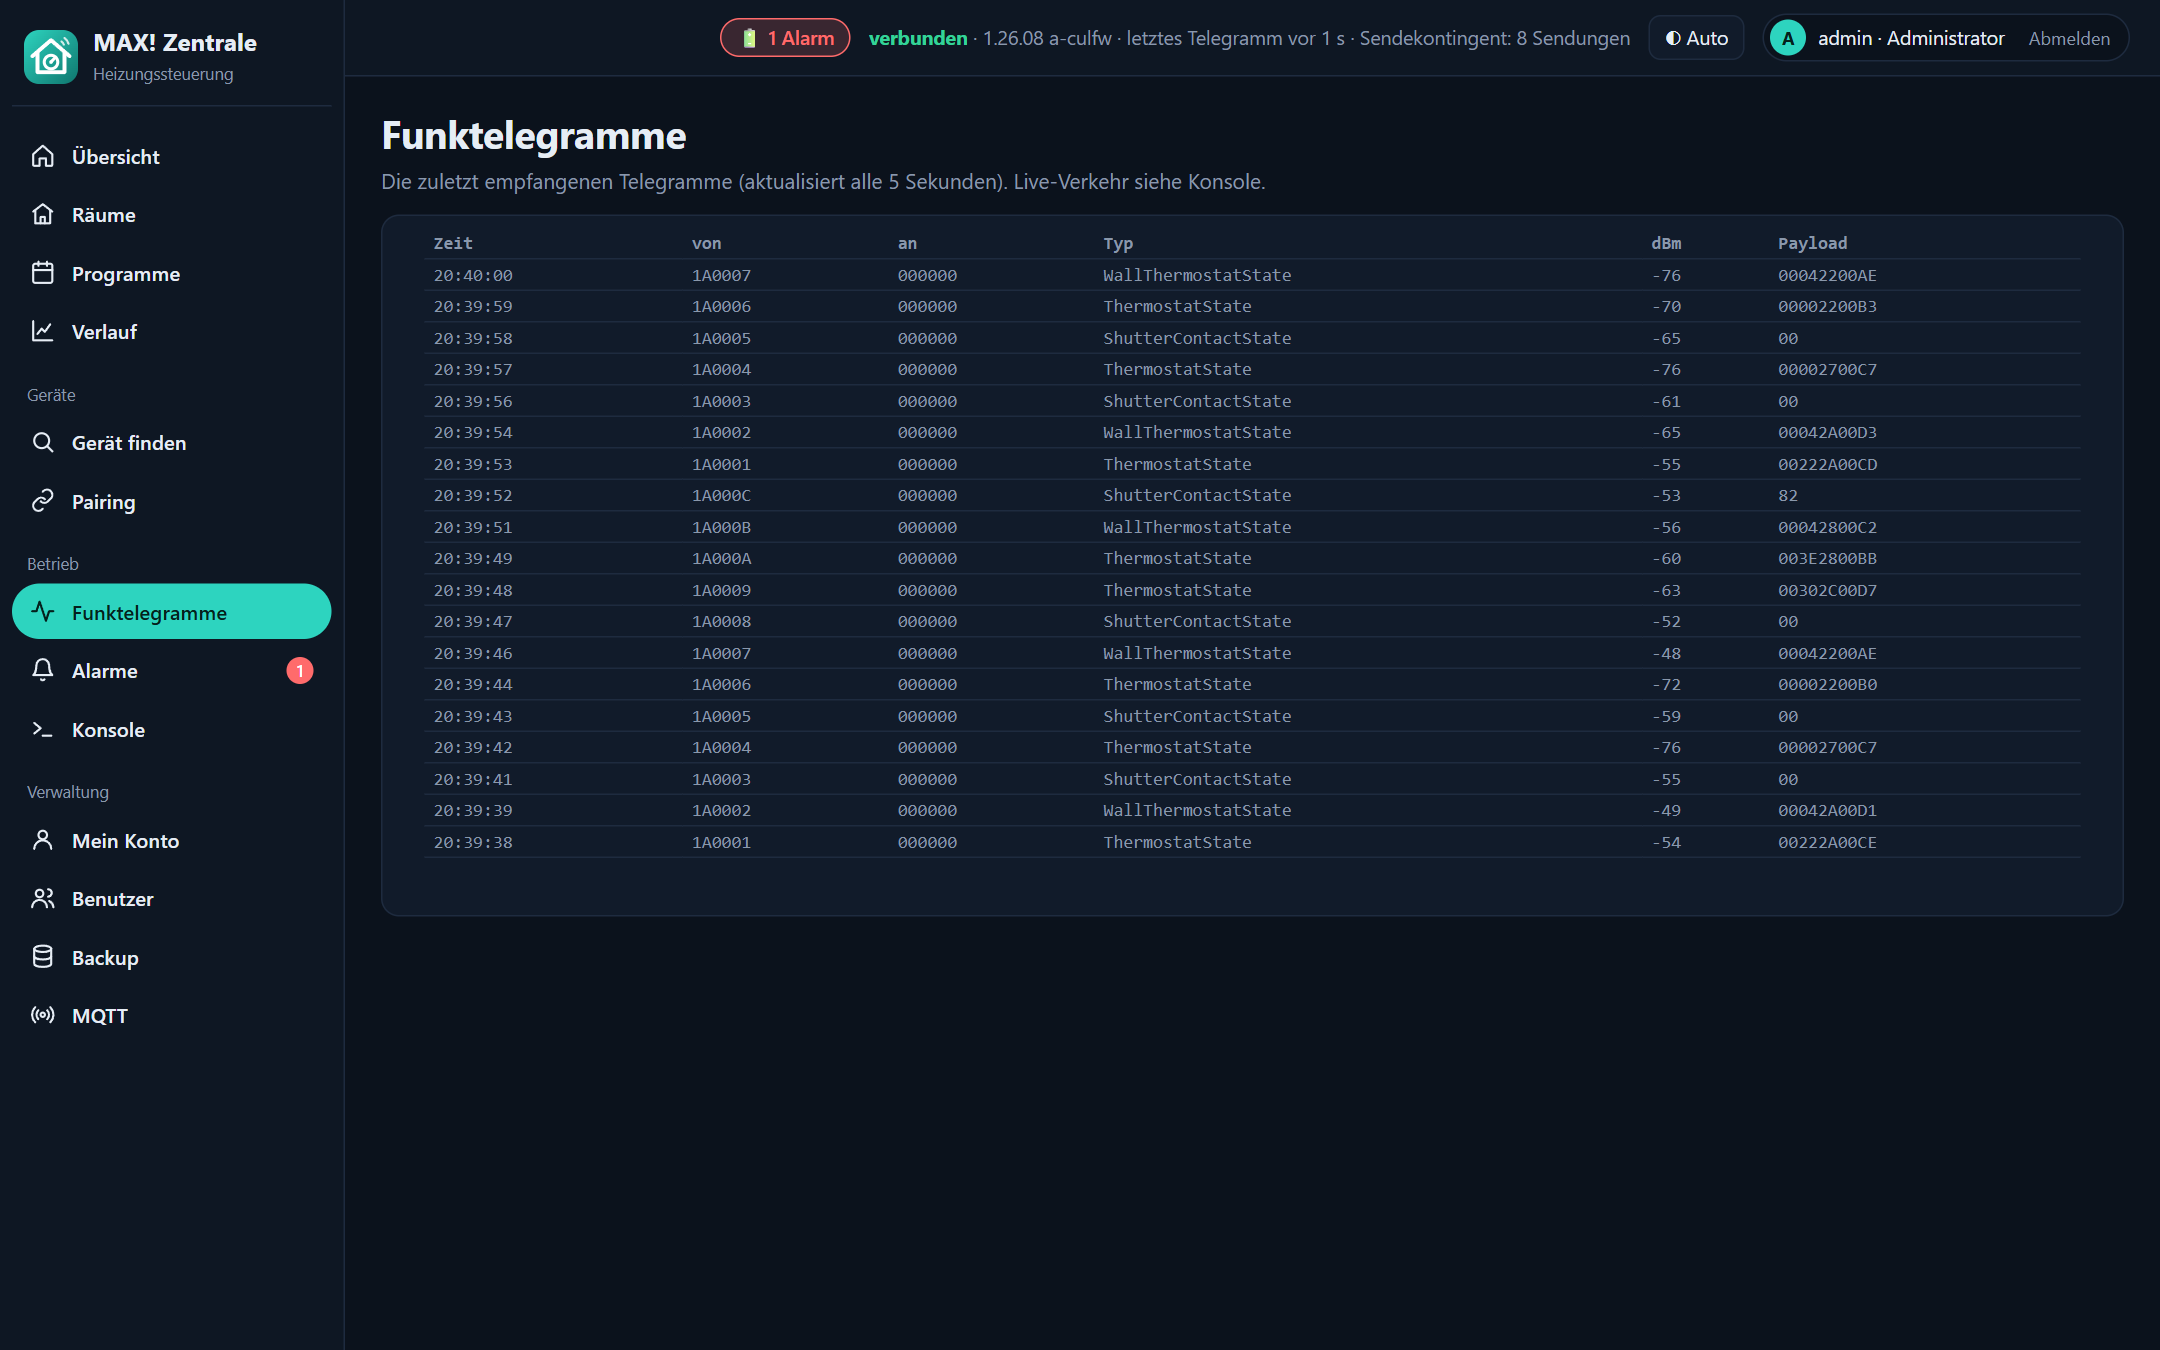 MAX! Zentrale
Heizungssteuerung
1 Alarm
verbunden · 1.26.08 a-culfw · letztes Telegramm vor 1 s · Sendekontingent: 8 Sendungen
Auto
A
admin · Administrator
Abmelden
Übersicht
Räume
Programme
Verlauf
Geräte
Gerät finden
Pairing
Betrieb
Funktelegramme
Alarme 1
Konsole
Verwaltung
Mein Konto
Benutzer
Backup
MQTT
Funktelegramme
Die zuletzt empfangenen Telegramme (aktualisiert alle 5 Sekunden). Live-Verkehr siehe Konsole.
Zeit von an Typ dBm Payload
20:40:00 1A0007 000000 WallThermostatState -76 00042200AE
20:39:59 1A0006 000000 ThermostatState -70 00002200B3
20:39:58 1A0005 000000 ShutterContactState -65 00
20:39:57 1A0004 000000 ThermostatState -76 00002700C7
20:39:56 1A0003 000000 ShutterContactState -61 00
20:39:54 1A0002 000000 WallThermostatState -65 00042A00D3
20:39:53 1A0001 000000 ThermostatState -55 00222A00CD
20:39:52 1A000C 000000 ShutterContactState -53 82
20:39:51 1A000B 000000 WallThermostatState -56 00042800C2
20:39:49 1A000A 000000 ThermostatState -60 003E2800BB
20:39:48 1A0009 000000 ThermostatState -63 00302C00D7
20:39:47 1A0008 000000 ShutterContactState -52 00
20:39:46 1A0007 000000 WallThermostatState -48 00042200AE
20:39:44 1A0006 000000 ThermostatState -72 00002200B0
20:39:43 1A0005 000000 ShutterContactState -59 00
20:39:42 1A0004 000000 ThermostatState -76 00002700C7
20:39:41 1A0003 000000 ShutterContactState -55 00
20:39:39 1A0002 000000 WallThermostatState -49 00042A00D1
20:39:38 1A0001 000000 ThermostatState -54 00222A00CE